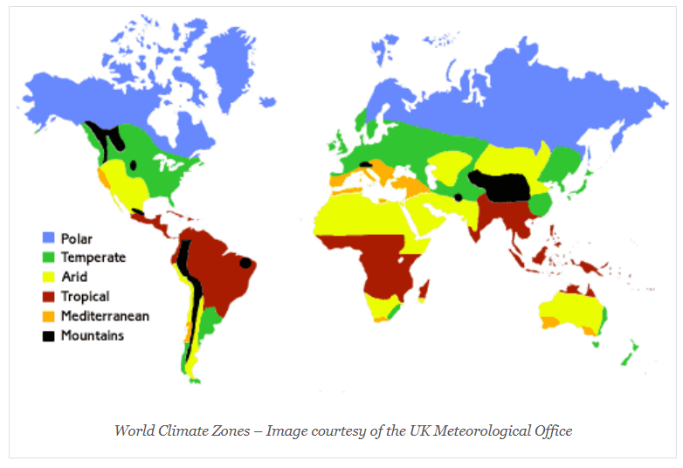 Polar
Temperate
Arid
Tropical
Mediterranean
Mountains
World Climate Zones – Image courtesy of the UK Meteorological Office